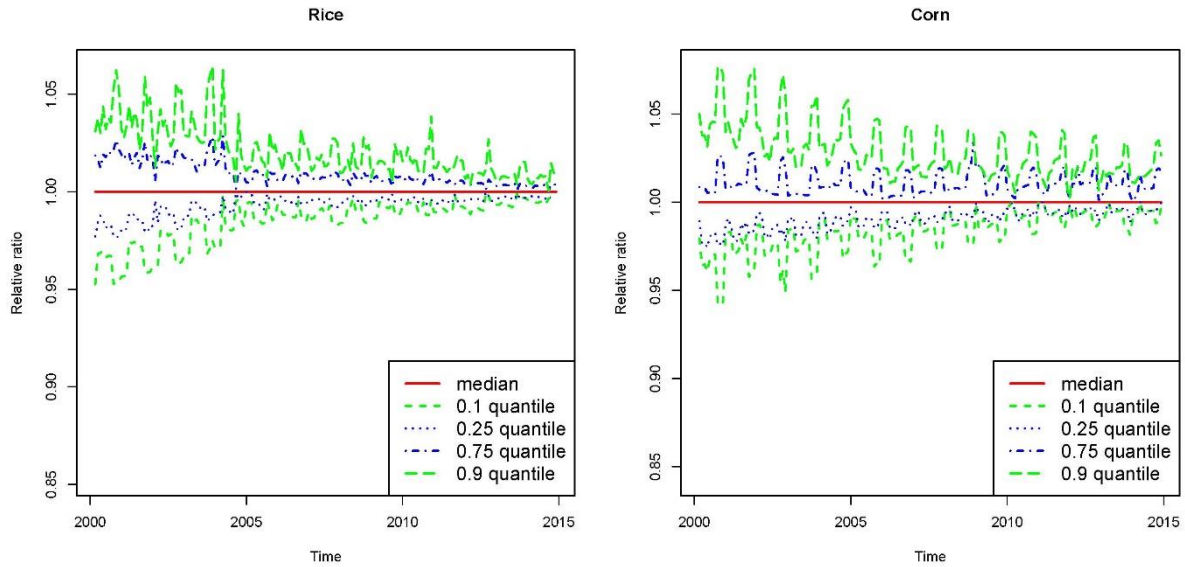 Rice
Relative ratio
1.05
1.00
0.95
0.90
0.85
median
0.1 quantile
0.25 quantile
0.75 quantile
0.9 quantile
2000 2005 2010 2015
Time
Corn
Relative ratio
1.05
1.00
0.95
0.90
0.85
median
0.1 quantile
0.25 quantile
0.75 quantile
0.9 quantile
2000 2005 2010 2015
Time